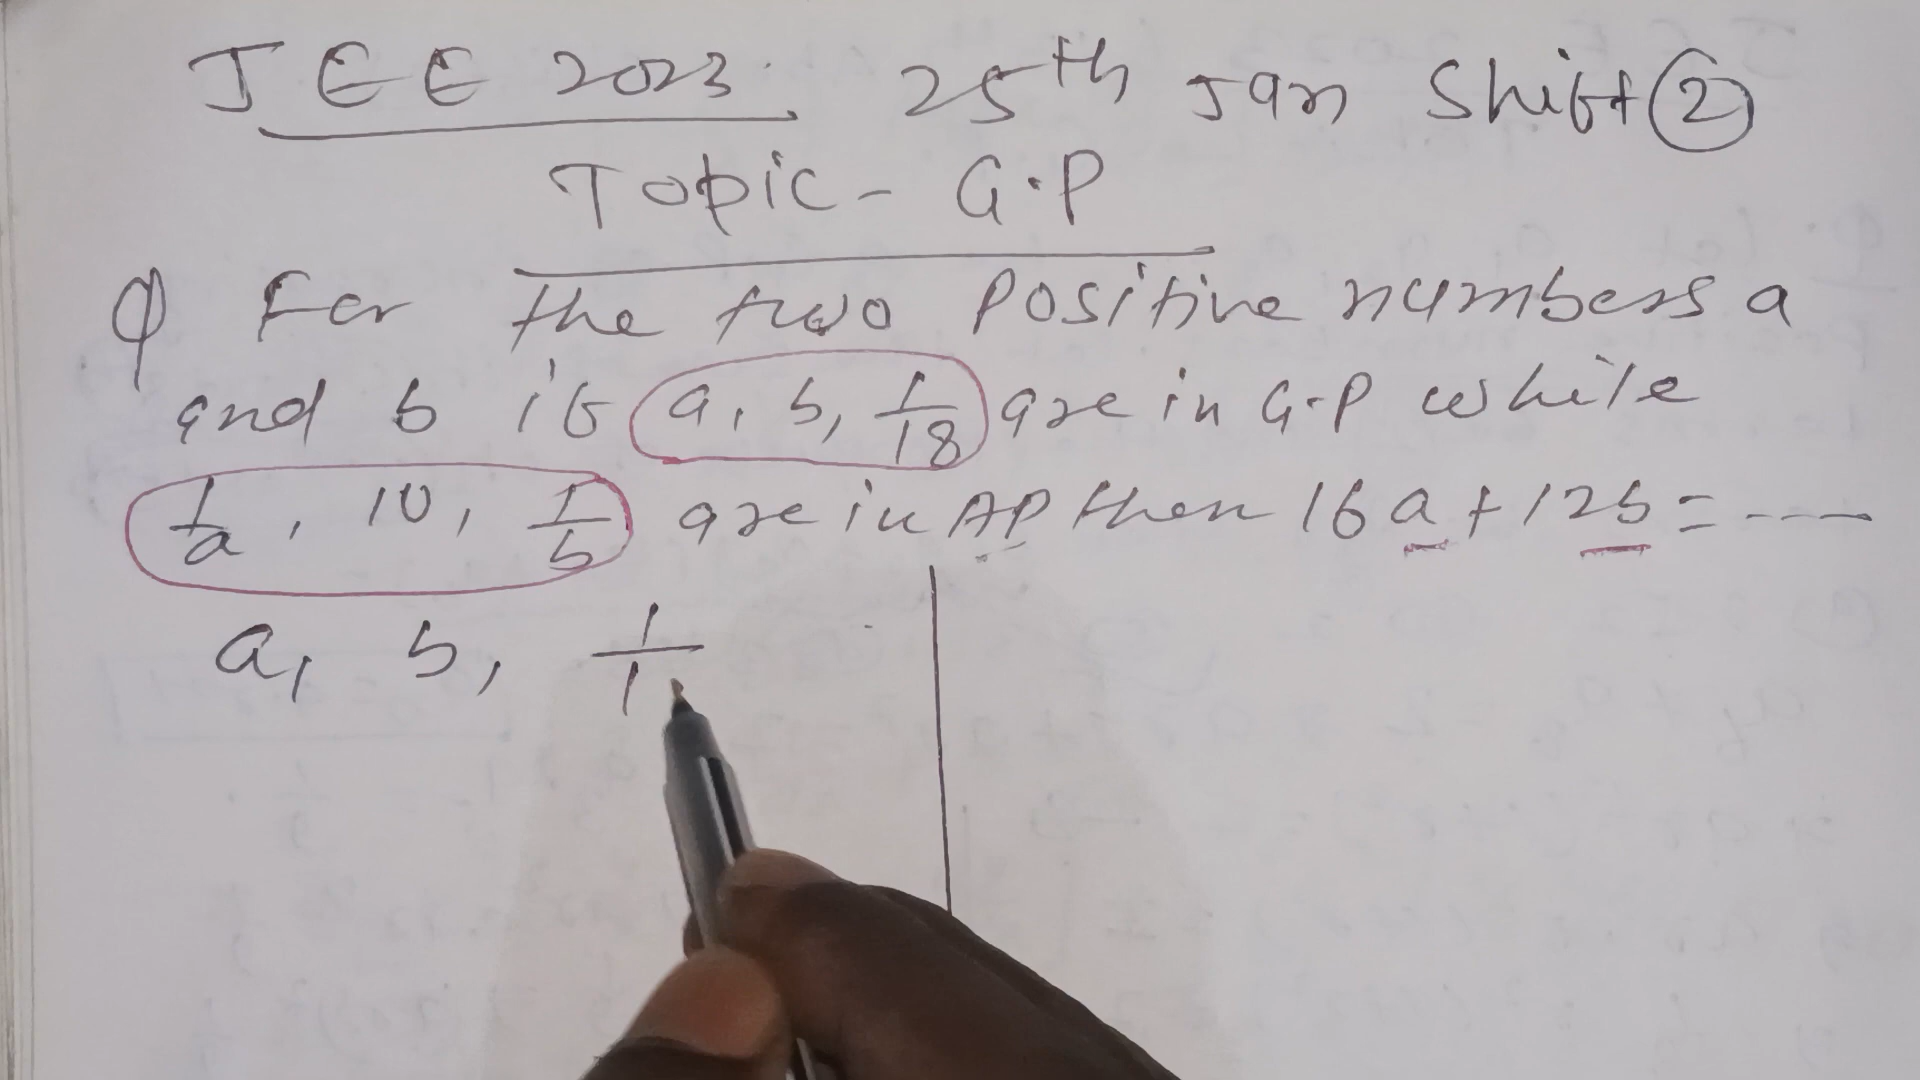 JEE 2023. 25th Jan Shift 2
Topic - G.P
Q For the two positive numbers a
and b if a, b, 1/18 are in G.P while
1/a, 10, 1/b are in AP then 16a + 12b = ----
a, b, 1/1